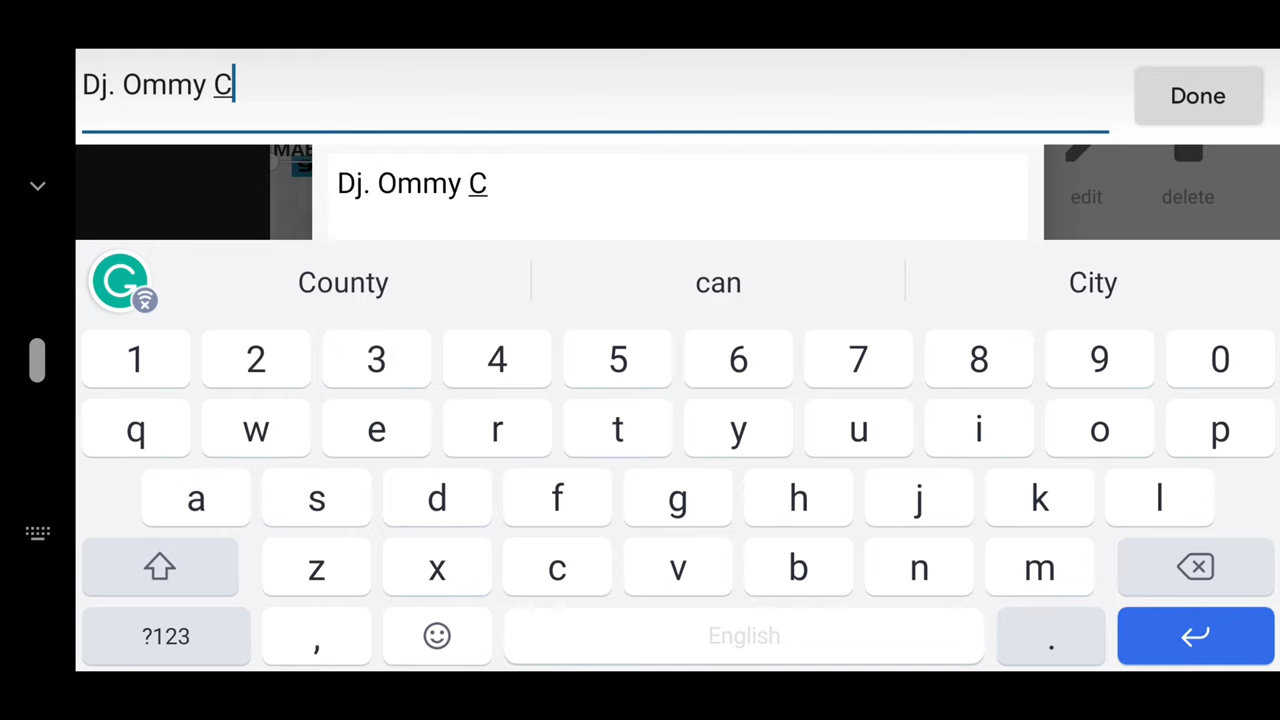 Dj. Ommy C
Done
Dj. Ommy C
edit delete
County can City
1 2 3 4 5 6 7 8 9 0
q w e r t y u i o p
a s d f g h j k l
z x c v b n m
?123 , English .